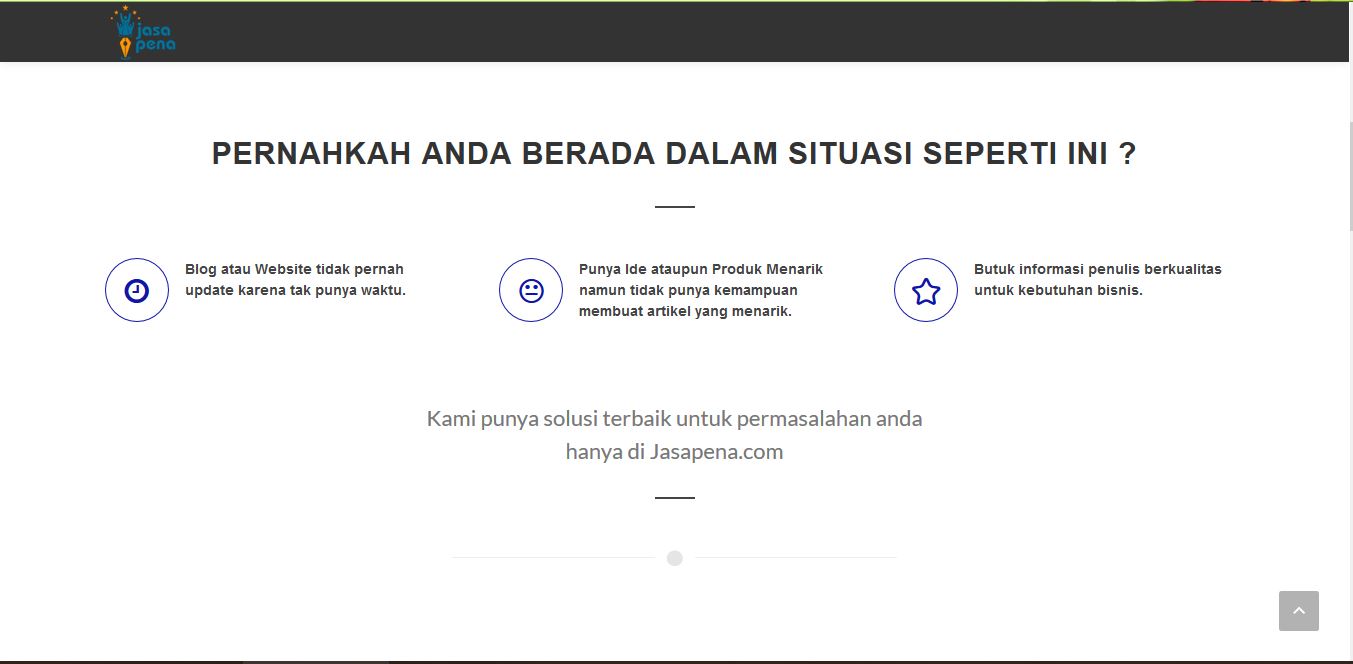 jasa
pena
PERNAHKAH ANDA BERADA DALAM SITUASI SEPERTI INI ?
Blog atau Website tidak pernah
update karena tak punya waktu.
Punya Ide ataupun Produk Menarik
namun tidak punya kemampuan
membuat artikel yang menarik.
Butuk informasi penulis berkualitas
untuk kebutuhan bisnis.
Kami punya solusi terbaik untuk permasalahan anda
hanya di Jasapena.com